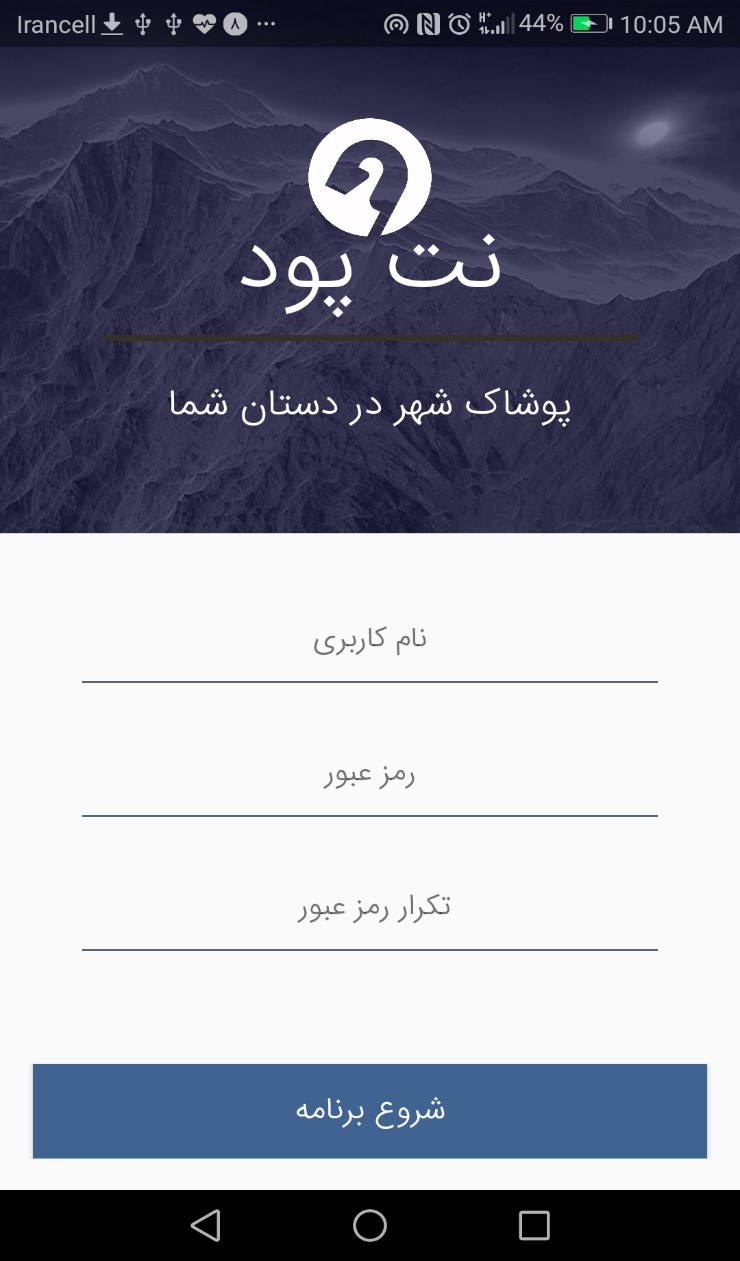 Irancell ... 44% 10:05 AM
نت پود
پوشاک شهر در دستان شما
نام کاربری
رمز عبور
تکرار رمز عبور
شروع برنامه